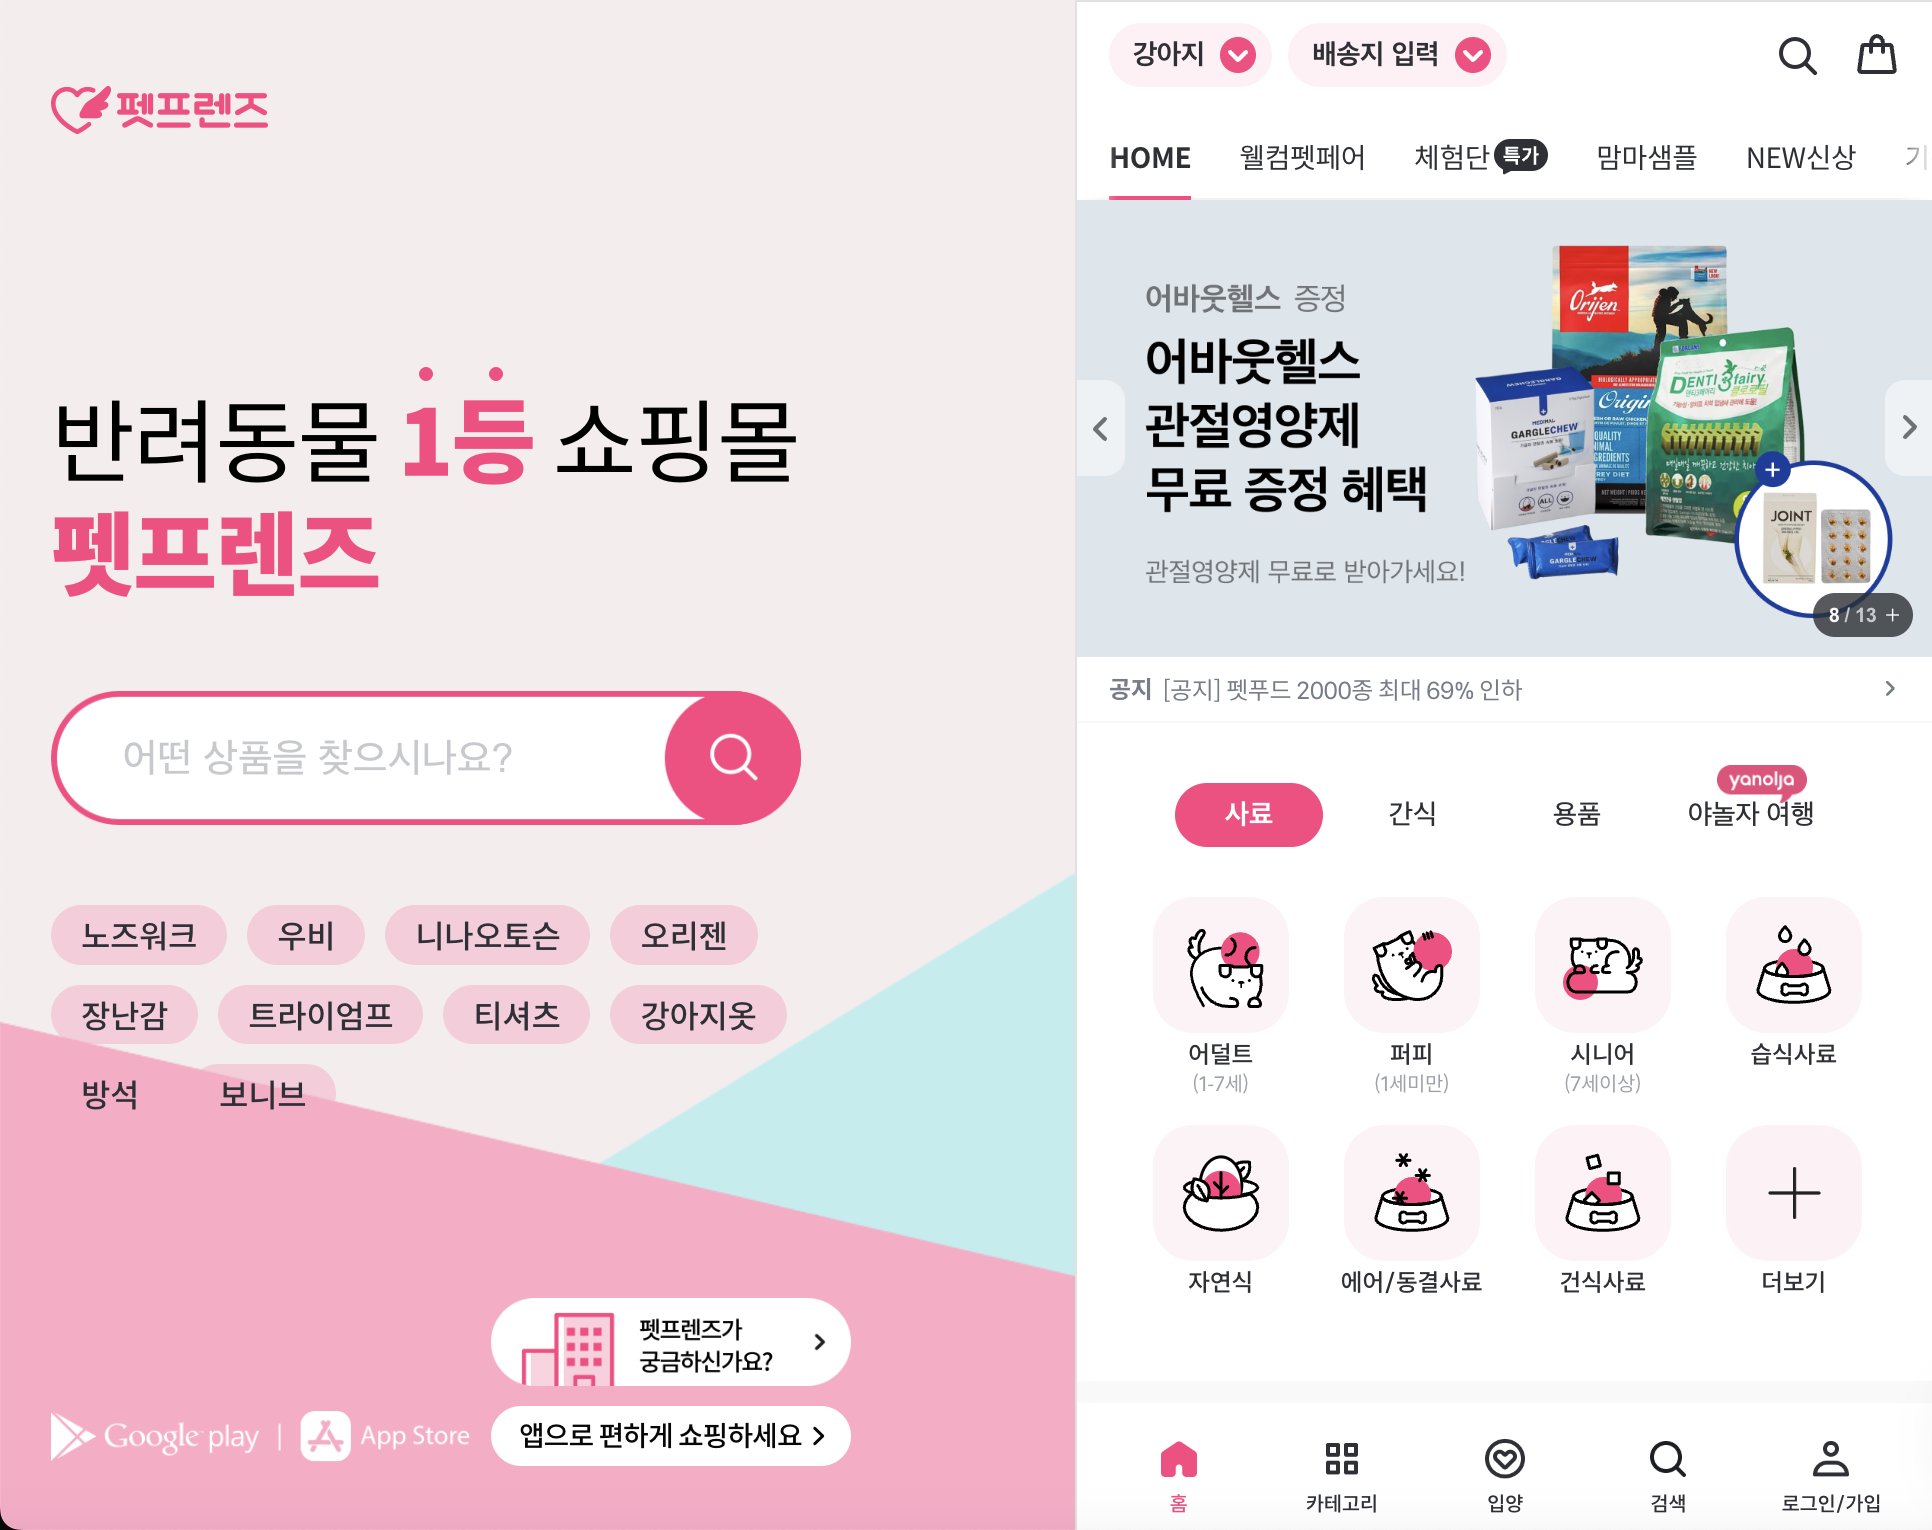 펫프렌즈
반려동물 1등 쇼핑몰
펫프렌즈
어떤 상품을 찾으시나요?
노즈워크 우비 니나오토슨 오리젠
장난감 트라이엄프 티셔츠 강아지옷
방석 보니브
펫프렌즈가
궁금하신가요?
Google play | App Store
앱으로 편하게 쇼핑하세요
강아지 배송지 입력
HOME 웰컴펫페어 체험단 특가 맘마샘플 NEW신상
어바웃헬스 증정
어바웃헬스
관절영양제
무료 증정 혜택
관절영양제 무료로 받아가세요!
Orijen
DENTI fairy
MEDIMAL
GARGLECHEW
JOINT
8 / 13 +
공지 [공지] 펫푸드 2000종 최대 69% 인하
yanolja
사료 간식 용품 야놀자 여행
어덜트 퍼피 시니어 습식사료
(1-7세) (1세미만) (7세이상)
자연식 에어/동결사료 건식사료 더보기
홈 카테고리 입양 검색 로그인/가입